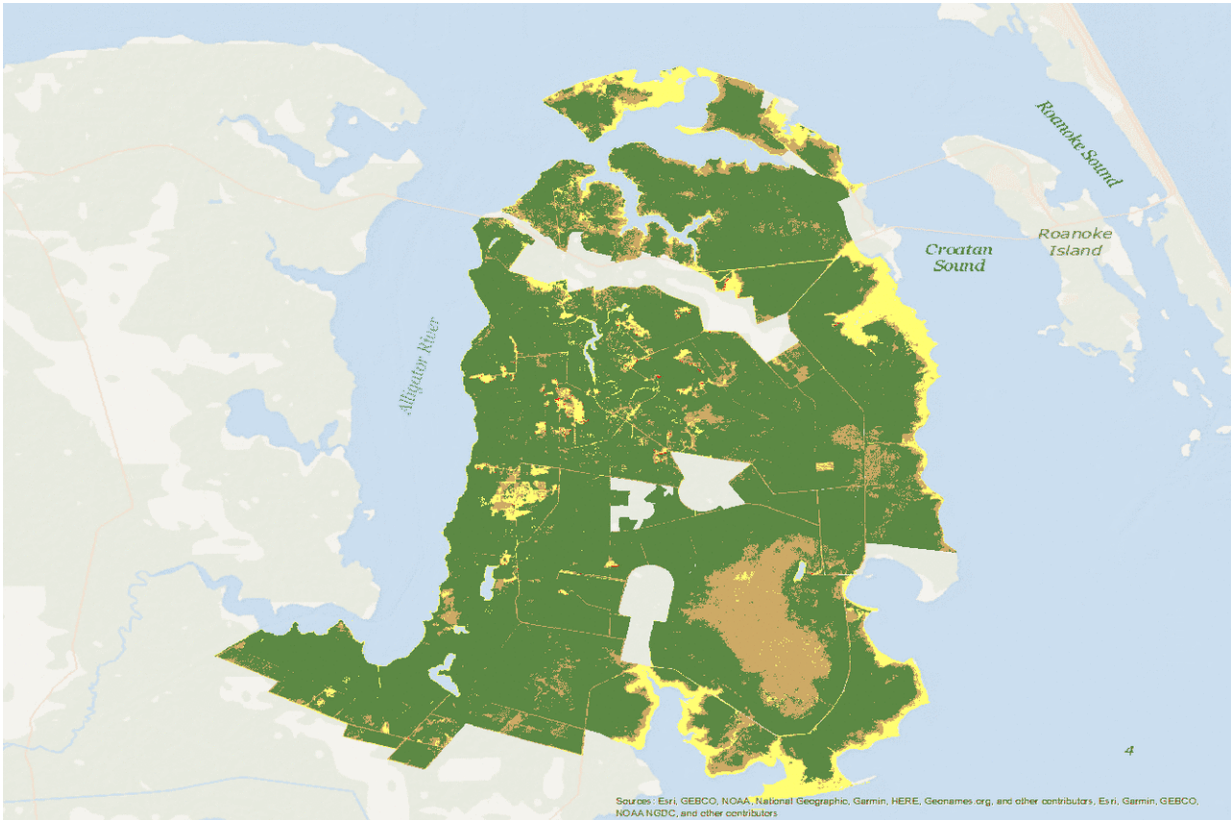 Roanoke Sound
Roanoke
Island
Croatan
Sound
Alligator River
4
Sources: Esri, GEBCO, NOAA, National Geographic, Garmin, HERE, Geonames.org, and other contributors, Esri, Garmin, GEBCO,
NOAA NGDC, and other contributors